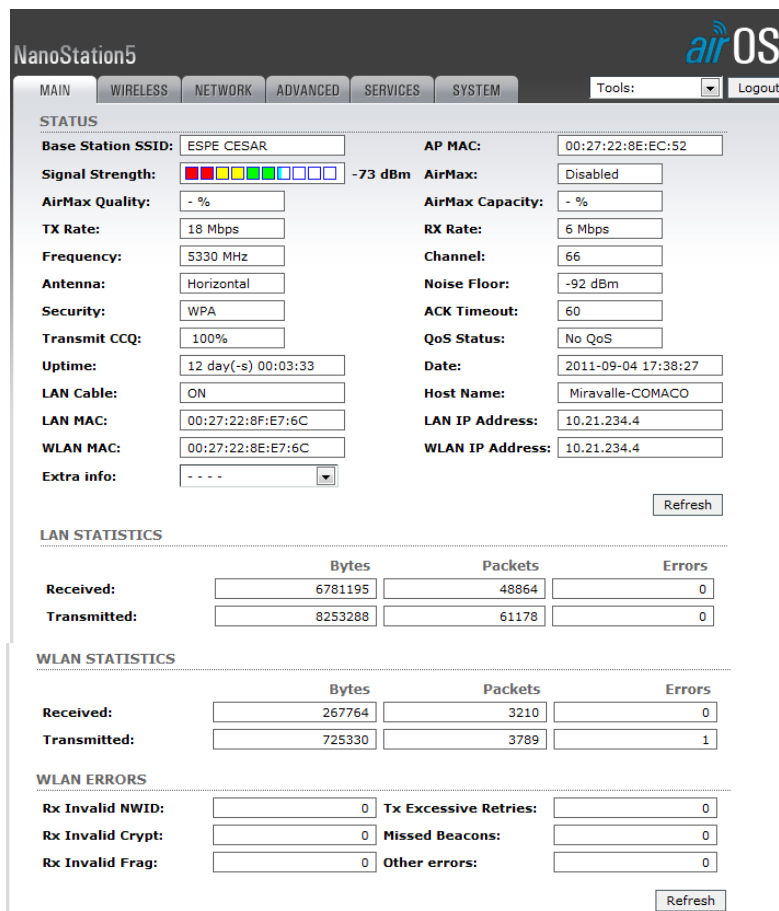 NanoStation5
airOS
MAIN WIRELESS NETWORK ADVANCED SERVICES SYSTEM Tools: Logout
STATUS
Base Station SSID: ESPE CESAR AP MAC: 00:27:22:8E:EC:52
Signal Strength: -73 dBm AirMax: Disabled
AirMax Quality: - % AirMax Capacity: - %
TX Rate: 18 Mbps RX Rate: 6 Mbps
Frequency: 5330 MHz Channel: 66
Antenna: Horizontal Noise Floor: -92 dBm
Security: WPA ACK Timeout: 60
Transmit CCQ: 100% QoS Status: No QoS
Uptime: 12 day(-s) 00:03:33 Date: 2011-09-04 17:38:27
LAN Cable: ON Host Name: Miravalle-COMACO
LAN MAC: 00:27:22:8F:E7:6C LAN IP Address: 10.21.234.4
WLAN MAC: 00:27:22:8E:E7:6C WLAN IP Address: 10.21.234.4
Extra info: - - - -
Refresh
LAN STATISTICS
Bytes Packets Errors
Received: 6781195 48864 0
Transmitted: 8253288 61178 0
WLAN STATISTICS
Bytes Packets Errors
Received: 267764 3210 0
Transmitted: 725330 3789 1
WLAN ERRORS
Rx Invalid NWID: 0 Tx Excessive Retries: 0
Rx Invalid Crypt: 0 Missed Beacons: 0
Rx Invalid Frag: 0 Other errors: 0
Refresh